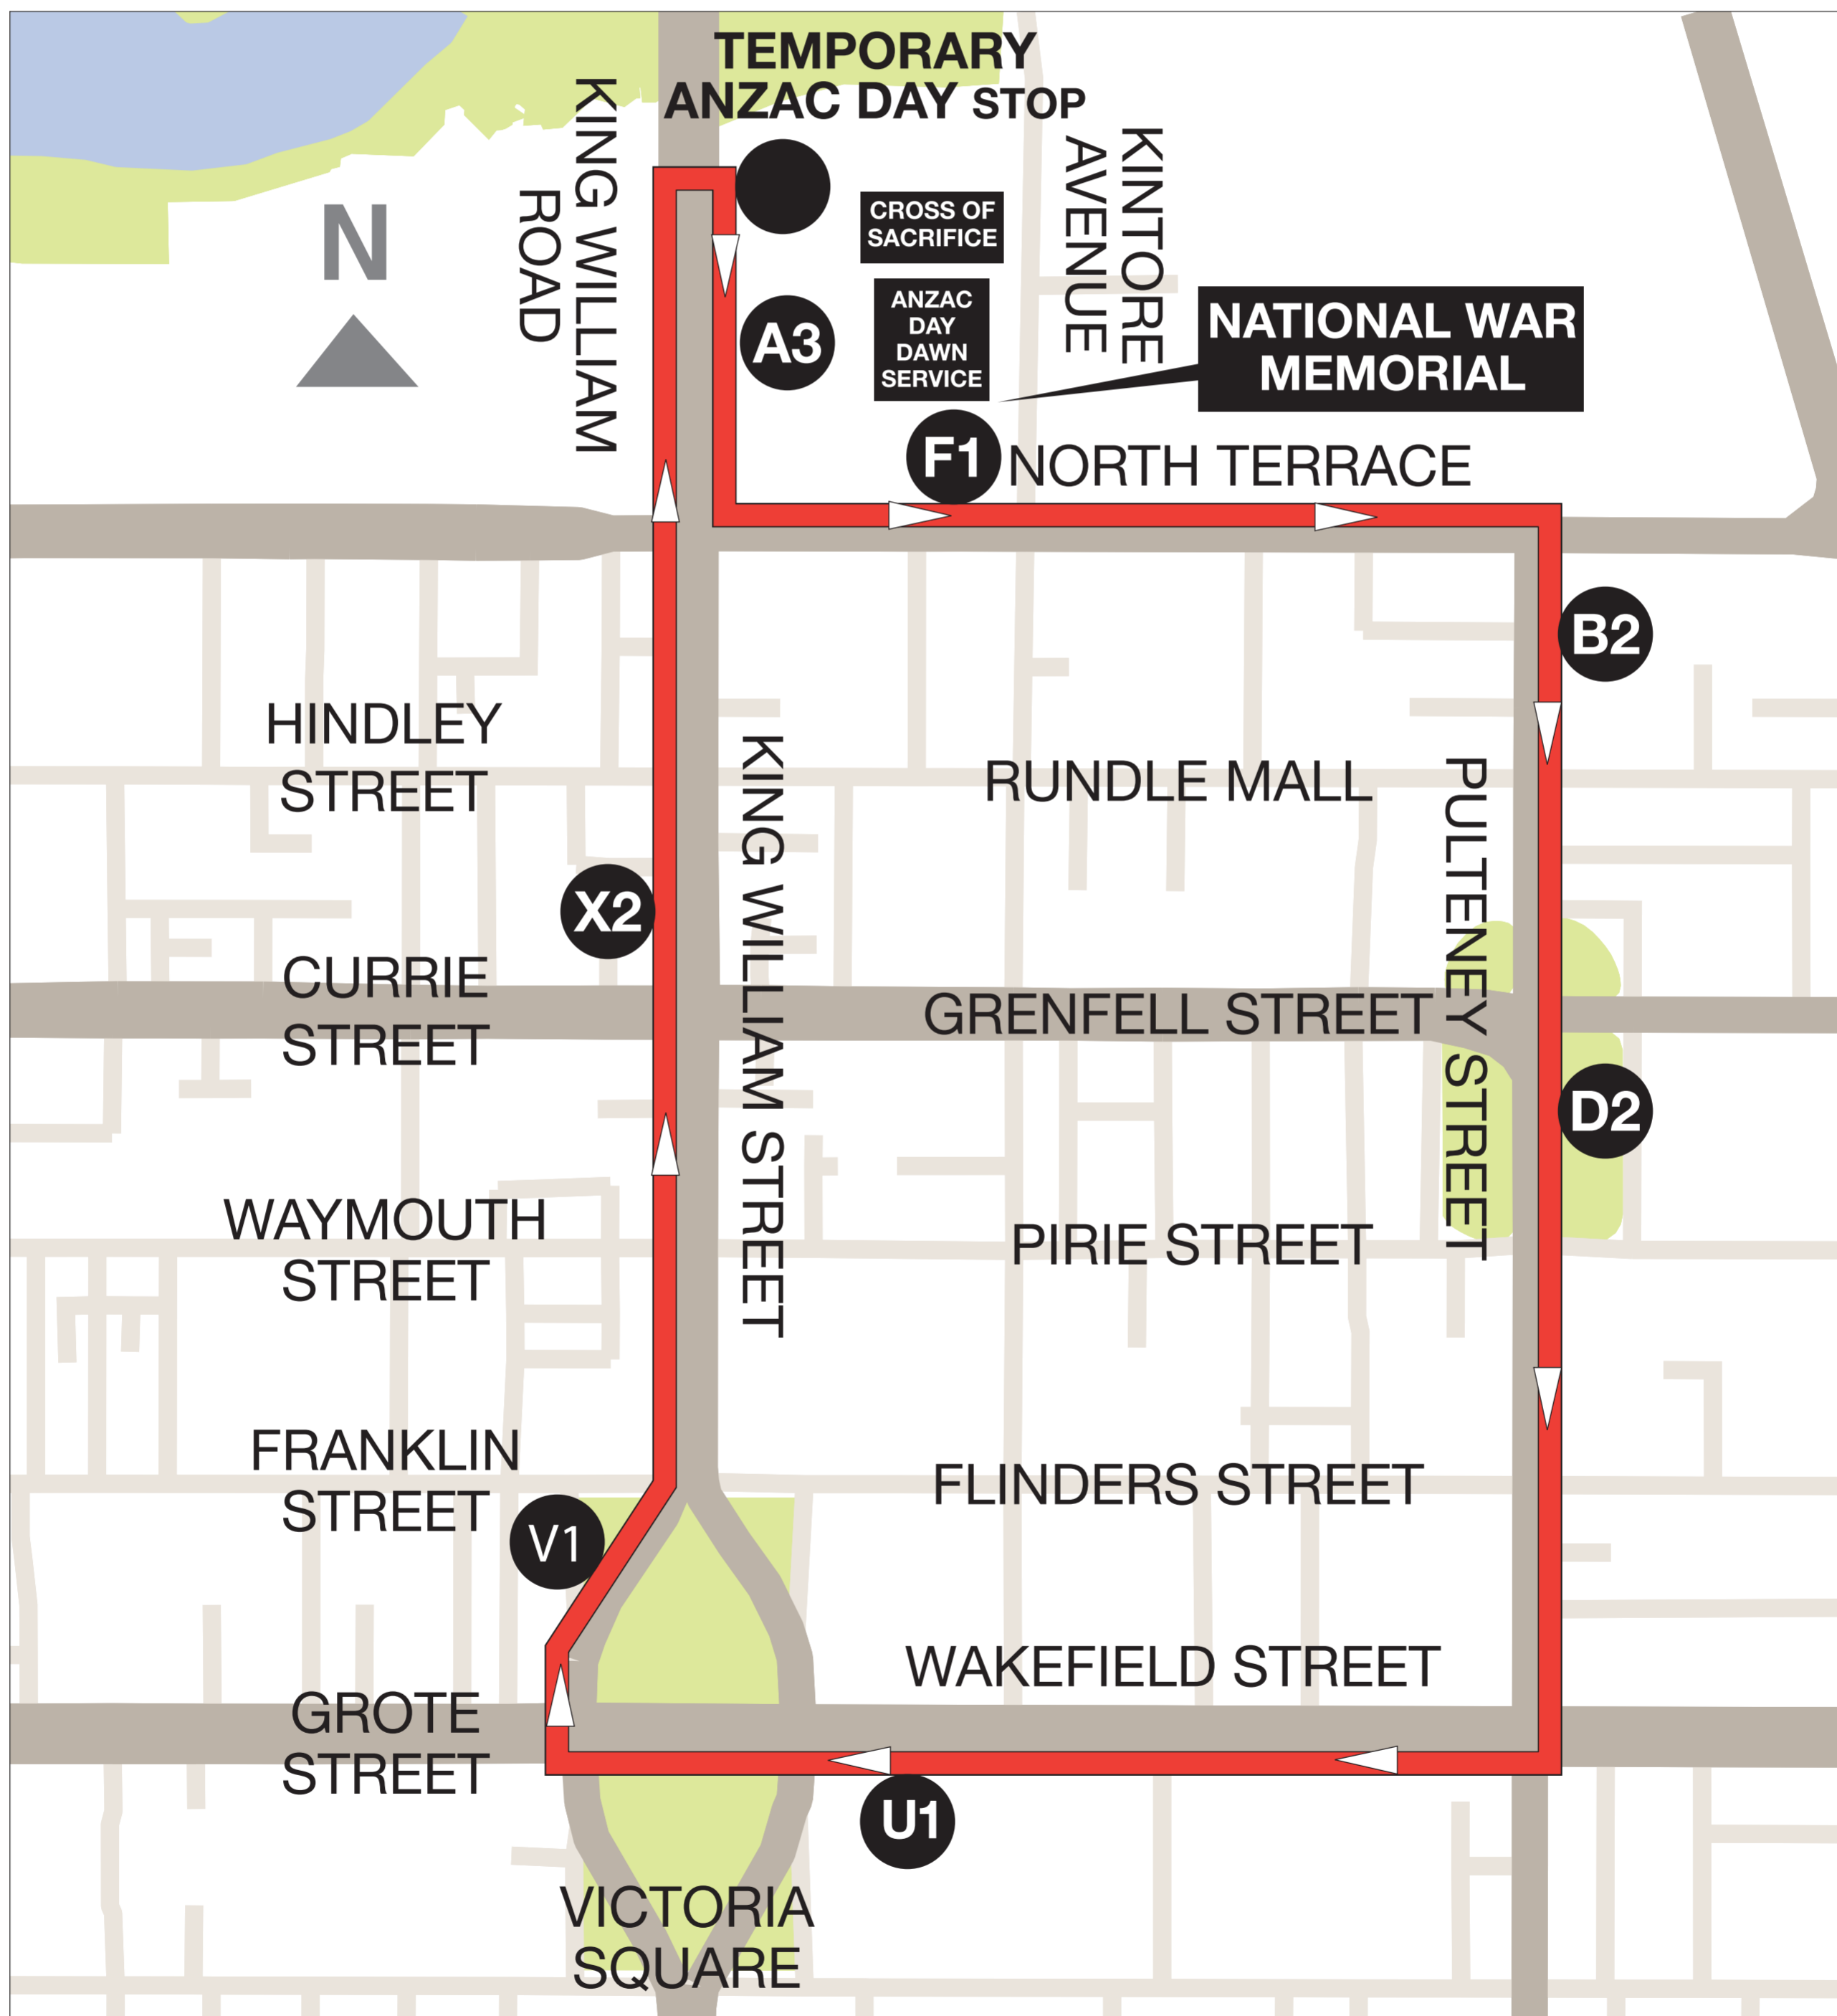 TEMPORARY
ANZAC DAY STOP
KING WILLIAM
ROAD
N
CROSS OF
SACRIFICE
ANZAC
DAY
DAWN
SERVICE
KINTORE
AVENUE
NATIONAL WAR
MEMORIAL
A3
F1
NORTH TERRACE
B2
HINDLEY
STREET
RUNDLE MALL
KING WILLIAM STREET
PULTENEY STREET
X2
CURRIE
STREET
GRENFELL STREET
D2
WAYMOUTH
STREET
PIRIE STREET
FRANKLIN
STREET
FLINDERS STREET
V1
WAKEFIELD STREET
GROTE
STREET
U1
VICTORIA
SQUARE